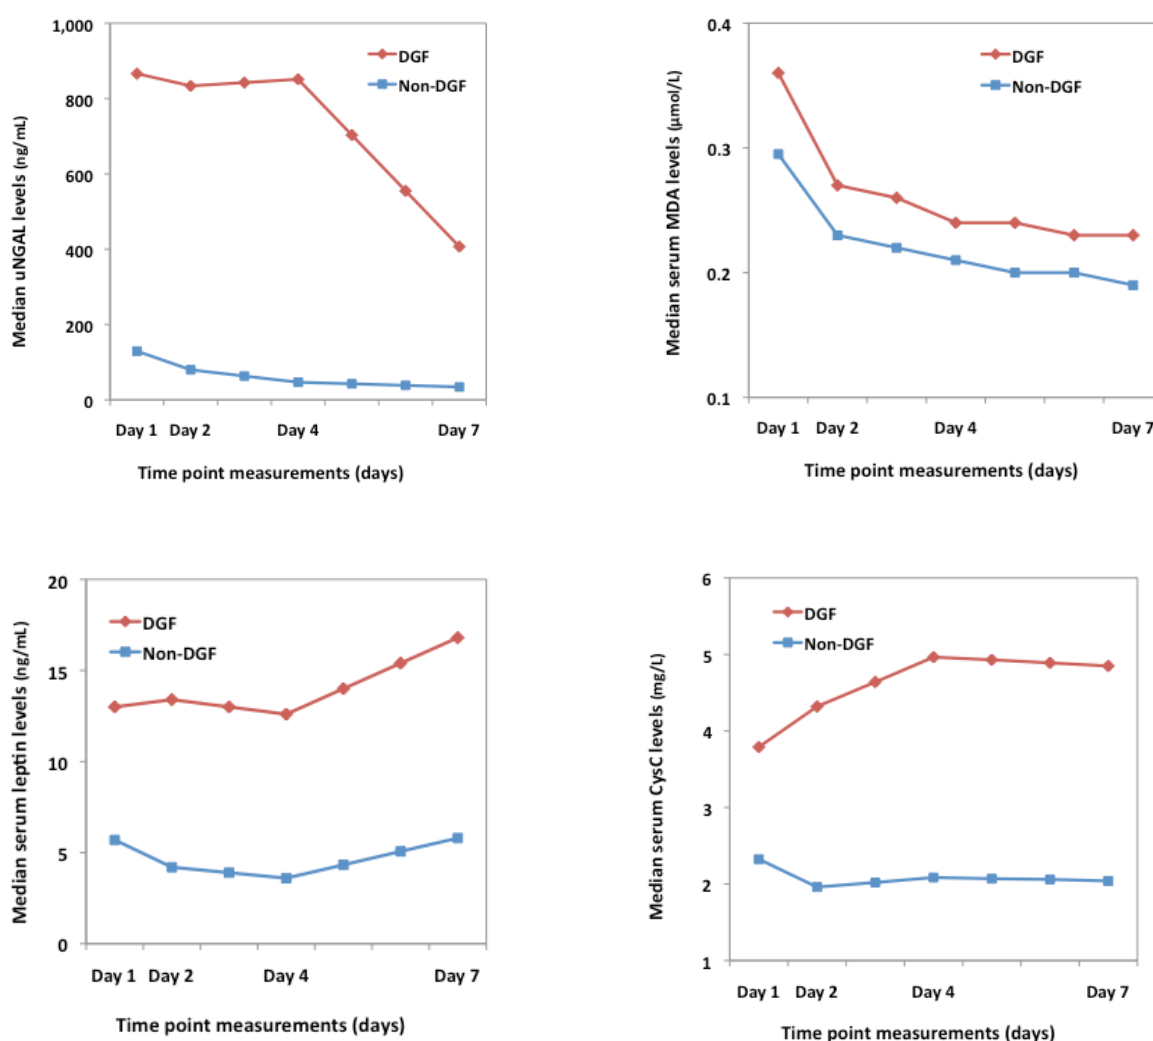 1,000
800
600
400
200
0
Median uNGAL levels (ng/mL)
DGF
Non-DGF
Day 1 Day 2 Day 4 Day 7
Time point measurements (days)
0.4
0.3
0.2
0.1
Median serum MDA levels (µmol/L)
DGF
Non-DGF
Day 1 Day 2 Day 4 Day 7
Time point measurements (days)
20
15
10
5
0
Median serum leptin levels (ng/mL)
DGF
Non-DGF
Day 1 Day 2 Day 4 Day 7
Time point measurements (days)
6
5
4
3
2
1
Median serum CysC levels (mg/L)
DGF
Non-DGF
Day 1 Day 2 Day 4 Day 7
Time point measurements (days)